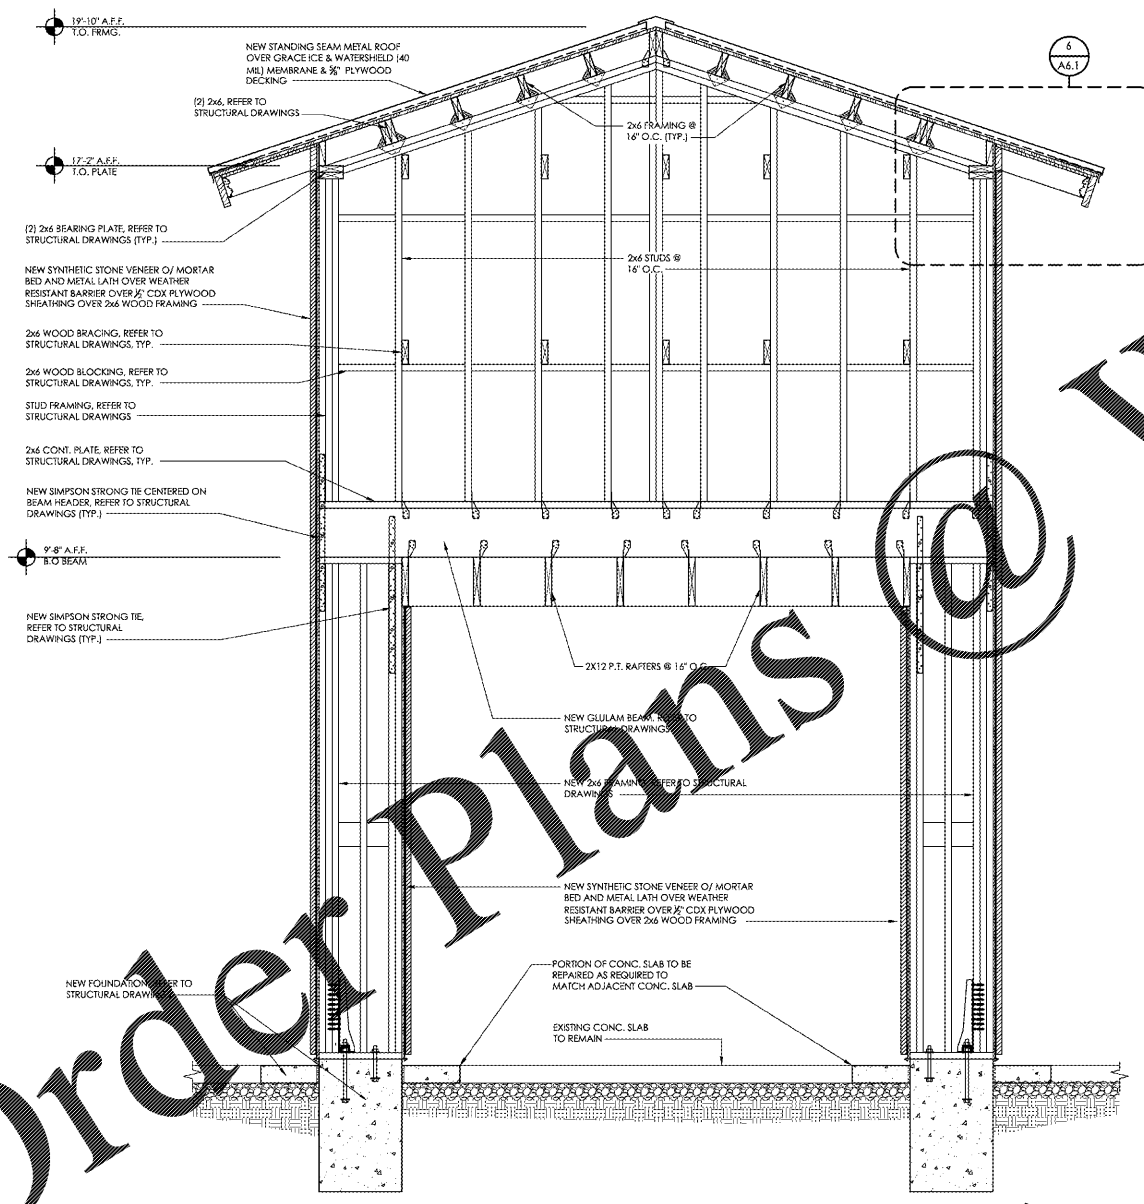 19'-10" A.F.F.
T.O. FRMG.
NEW STANDING SEAM METAL ROOF
OVER GRACE ICE & WATERSHIELD (40
MIL) MEMBRANE & ⅝" PLYWOOD
DECKING
6
A6.1
(2) 2x6, REFER TO
STRUCTURAL DRAWINGS
2x6 FRAMING @
16" O.C. (TYP.)
17'-2" A.F.F.
T.O. PLATE
(2) 2x6 BEARING PLATE, REFER TO
STRUCTURAL DRAWINGS (TYP.)
2x6 STUDS @
16" O.C.
NEW SYNTHETIC STONE VENEER O/ MORTAR
BED AND METAL LATH OVER WEATHER
RESISTANT BARRIER OVER ½" CDX PLYWOOD
SHEATHING OVER 2x6 WOOD FRAMING
2x6 WOOD BRACING, REFER TO
STRUCTURAL DRAWINGS, TYP.
2x6 WOOD BLOCKING, REFER TO
STRUCTURAL DRAWINGS, TYP.
STUD FRAMING, REFER TO
STRUCTURAL DRAWINGS
2x6 CONT. PLATE, REFER TO
STRUCTURAL DRAWINGS, TYP.
NEW SIMPSON STRONG TIE CENTERED ON
BEAM HEADER, REFER TO STRUCTURAL
DRAWINGS (TYP.)
9'-8" A.F.F.
B.O BEAM
NEW SIMPSON STRONG TIE,
REFER TO STRUCTURAL
DRAWINGS (TYP.)
2X12 P.T. RAFTERS @ 16" O.C.
NEW GLULAM BEAM, REFER TO
STRUCTURAL DRAWINGS
NEW 2x6 FRAMING, REFER TO STRUCTURAL
DRAWINGS
NEW SYNTHETIC STONE VENEER O/ MORTAR
BED AND METAL LATH OVER WEATHER
RESISTANT BARRIER OVER ½" CDX PLYWOOD
SHEATHING OVER 2x6 WOOD FRAMING
PORTION OF CONC. SLAB TO BE
REPAIRED AS REQUIRED TO
MATCH ADJACENT CONC. SLAB
NEW FOUNDATION, REFER TO
STRUCTURAL DRAWINGS
EXISTING CONC. SLAB
TO REMAIN
Order Plans @